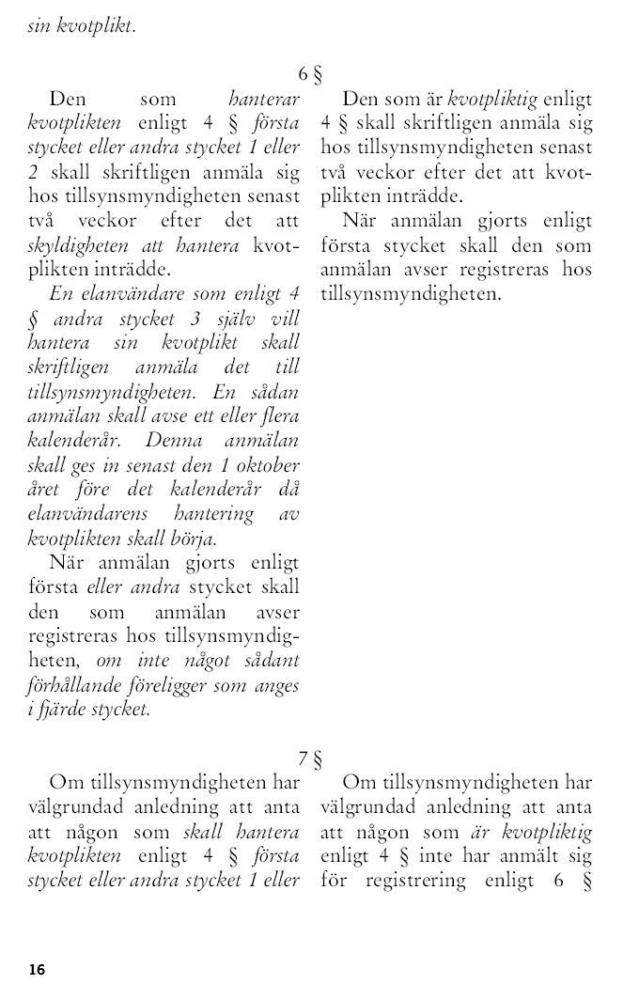 sin kvotplikt.
6 §
Den som hanterar
kvotplikten enligt 4 § första
stycket eller andra stycket 1 eller
2 skall skriftligen anmäla sig
hos tillsynsmyndigheten senast
två veckor efter det att
skyldigheten att hantera kvot-
plikten inträdde.
En elanvändare som enligt 4
§ andra stycket 3 själv vill
hantera sin kvotplikt skall
skriftligen anmäla det till
tillsynsmyndigheten. En sådan
anmälan skall avse ett eller flera
kalenderår. Denna anmälan
skall ges in senast den 1 oktober
året före det kalenderår då
elanvändarens hantering av
kvotplikten skall börja.
När anmälan gjorts enligt
första eller andra stycket skall
den som anmälan avser
registreras hos tillsynsmyndig-
heten, om inte något sådant
förhållande föreligger som anges
i fjärde stycket.
Den som är kvotpliktig enligt
4 § skall skriftligen anmäla sig
hos tillsynsmyndigheten senast
två veckor efter det att kvot-
plikten inträdde.
När anmälan gjorts enligt
första stycket skall den som
anmälan avser registreras hos
tillsynsmyndigheten.
7 §
Om tillsynsmyndigheten har
välgrundad anledning att anta
att någon som skall hantera
kvotplikten enligt 4 § första
stycket eller andra stycket 1 eller
Om tillsynsmyndigheten har
välgrundad anledning att anta
att någon som är kvotpliktig
enligt 4 § inte har anmält sig
för registrering enligt 6 §
16